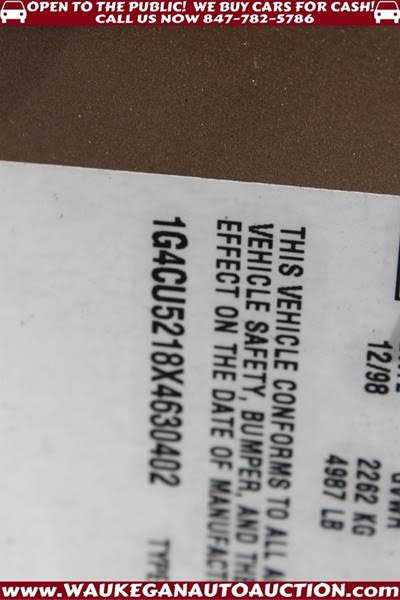 OPEN TO THE PUBLIC! WE BUY CARS FOR CASH!
CALL US NOW 847-782-5786
12/98
GVWR
2262 KG
4987 LB
THIS VEHICLE CONFORMS TO ALL A
VEHICLE SAFETY, BUMPER, AND TH
EFFECT ON THE DATE OF MANUFACT
1G4CU5218X4630402
TYPE
WWW.WAUKEGANAUTOAUCTION.COM